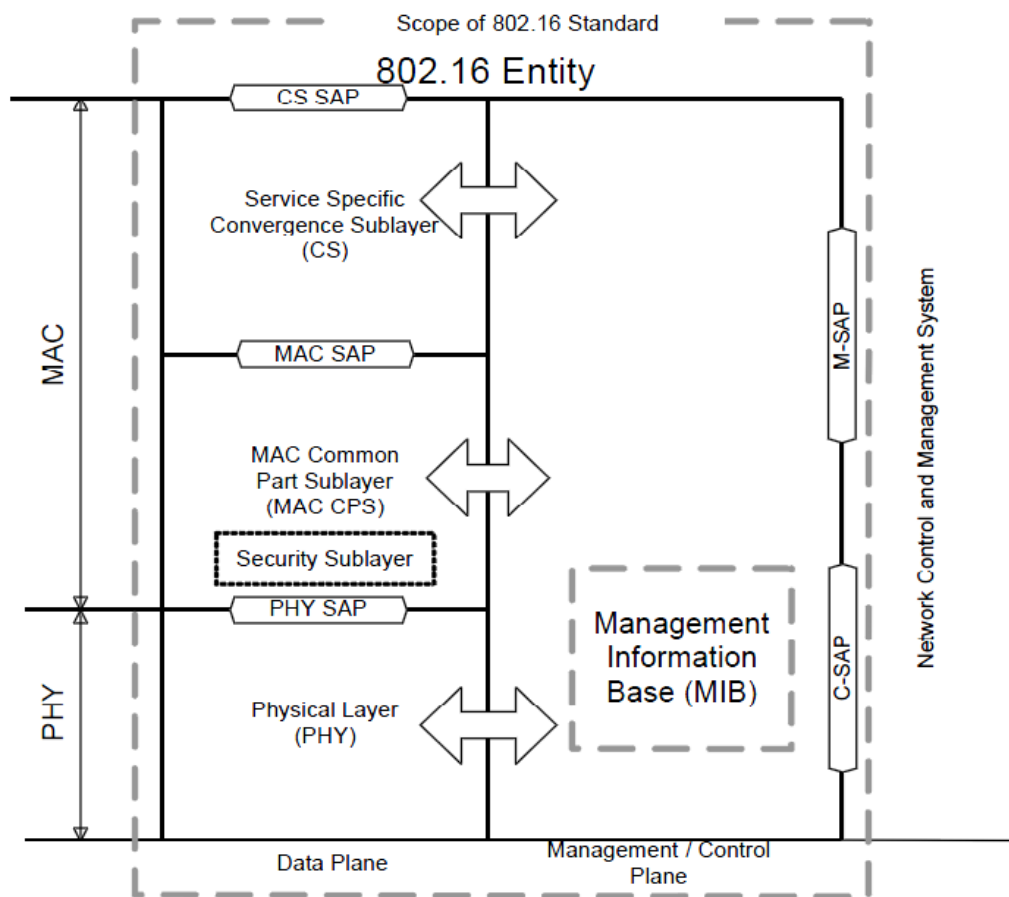 Scope of 802.16 Standard
802.16 Entity
CS SAP
Service Specific
Convergence Sublayer
(CS)
MAC
MAC SAP
M-SAP
Network Control and Management System
MAC Common
Part Sublayer
(MAC CPS)
Security Sublayer
PHY SAP
Management
Information
Base (MIB)
C-SAP
PHY
Physical Layer
(PHY)
Data Plane
Management / Control
Plane